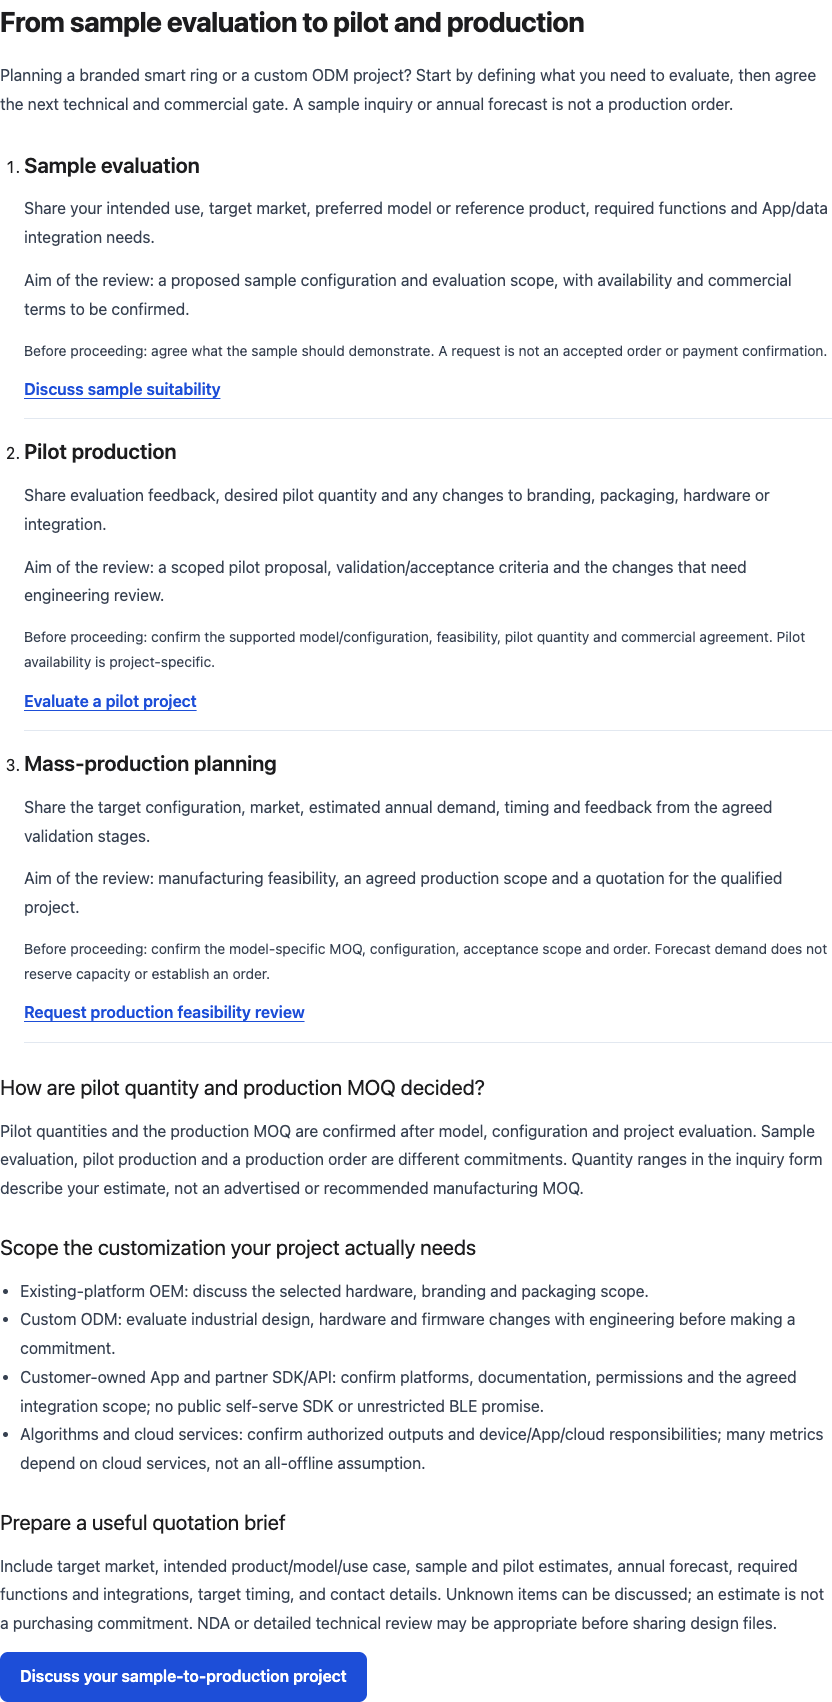 From sample evaluation to pilot and production
Planning a branded smart ring or a custom ODM project? Start by defining what you need to evaluate, then agree
the next technical and commercial gate. A sample inquiry or annual forecast is not a production order.
1. Sample evaluation
Share your intended use, target market, preferred model or reference product, required functions and App/data
integration needs.
Aim of the review: a proposed sample configuration and evaluation scope, with availability and commercial
terms to be confirmed.
Before proceeding: agree what the sample should demonstrate. A request is not an accepted order or payment confirmation.
Discuss sample suitability
2. Pilot production
Share evaluation feedback, desired pilot quantity and any changes to branding, packaging, hardware or
integration.
Aim of the review: a scoped pilot proposal, validation/acceptance criteria and the changes that need
engineering review.
Before proceeding: confirm the supported model/configuration, feasibility, pilot quantity and commercial agreement. Pilot
availability is project-specific.
Evaluate a pilot project
3. Mass-production planning
Share the target configuration, market, estimated annual demand, timing and feedback from the agreed
validation stages.
Aim of the review: manufacturing feasibility, an agreed production scope and a quotation for the qualified
project.
Before proceeding: confirm the model-specific MOQ, configuration, acceptance scope and order. Forecast demand does not
reserve capacity or establish an order.
Request production feasibility review
How are pilot quantity and production MOQ decided?
Pilot quantities and the production MOQ are confirmed after model, configuration and project evaluation. Sample
evaluation, pilot production and a production order are different commitments. Quantity ranges in the inquiry form
describe your estimate, not an advertised or recommended manufacturing MOQ.
Scope the customization your project actually needs
• Existing-platform OEM: discuss the selected hardware, branding and packaging scope.
• Custom ODM: evaluate industrial design, hardware and firmware changes with engineering before making a
commitment.
• Customer-owned App and partner SDK/API: confirm platforms, documentation, permissions and the agreed
integration scope; no public self-serve SDK or unrestricted BLE promise.
• Algorithms and cloud services: confirm authorized outputs and device/App/cloud responsibilities; many metrics
depend on cloud services, not an all-offline assumption.
Prepare a useful quotation brief
Include target market, intended product/model/use case, sample and pilot estimates, annual forecast, required
functions and integrations, target timing, and contact details. Unknown items can be discussed; an estimate is not
a purchasing commitment. NDA or detailed technical review may be appropriate before sharing design files.
Discuss your sample-to-production project